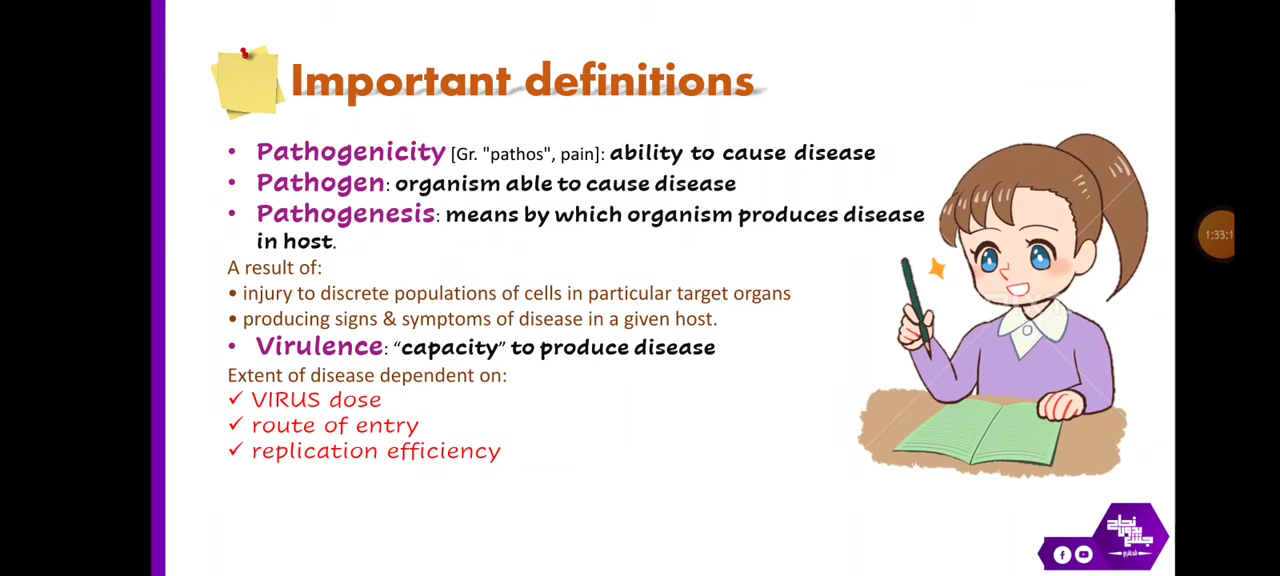 Important definitions
• Pathogenicity [Gr. "pathos", pain]: ability to cause disease
• Pathogen: organism able to cause disease
• Pathogenesis: means by which organism produces disease
in host.
A result of:
• injury to discrete populations of cells in particular target organs
• producing signs & symptoms of disease in a given host.
• Virulence: “capacity” to produce disease
Extent of disease dependent on:
✓ VIRUS dose
✓ route of entry
✓ replication efficiency
1:33:1